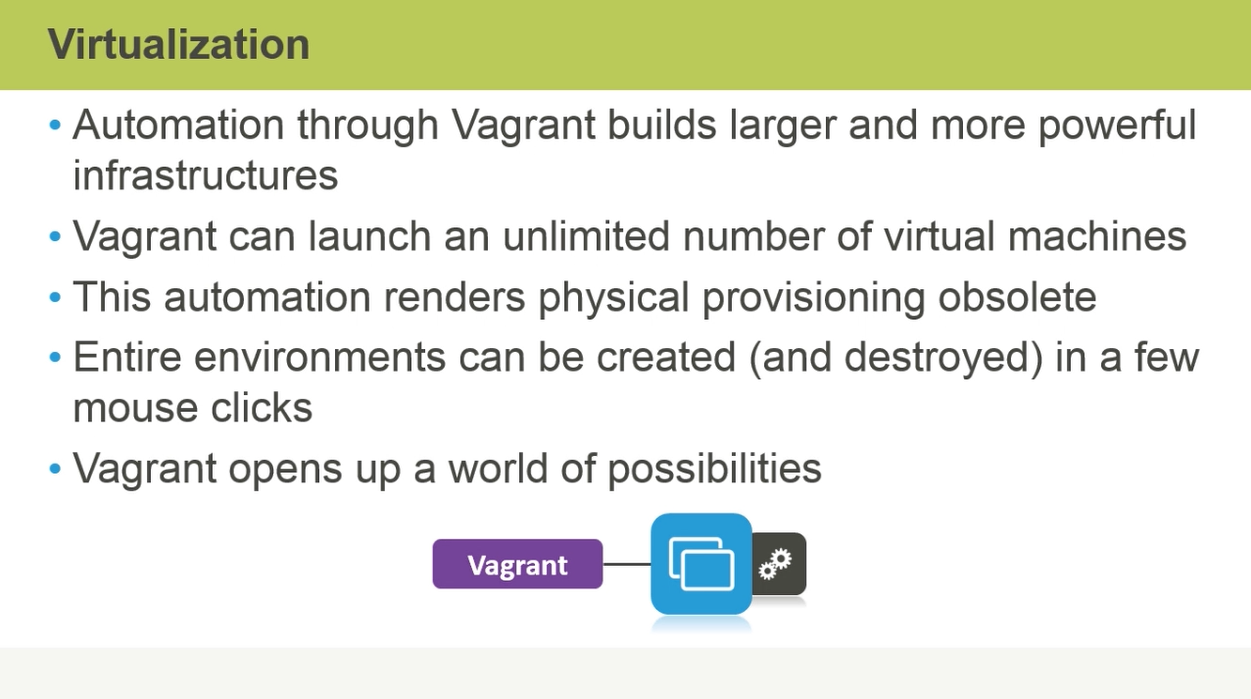 Virtualization
• Automation through Vagrant builds larger and more powerful
infrastructures
• Vagrant can launch an unlimited number of virtual machines
• This automation renders physical provisioning obsolete
• Entire environments can be created (and destroyed) in a few
mouse clicks
• Vagrant opens up a world of possibilities
Vagrant